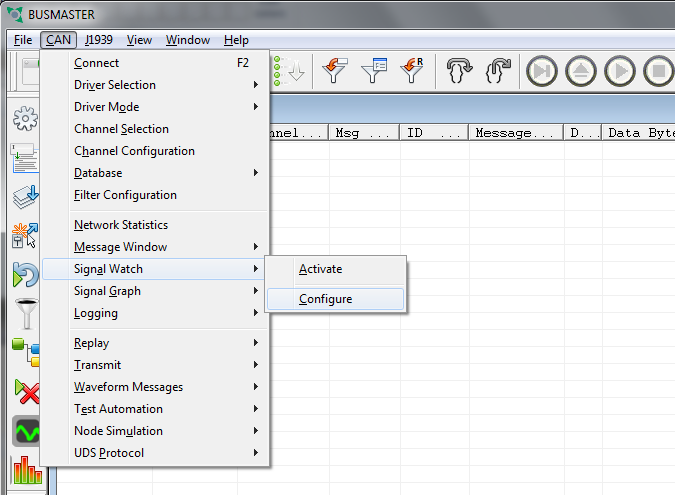 BUSMASTER
File CAN J1939 View Window Help
Connect F2
Driver Selection
Driver Mode
Channel Selection
Channel Configuration
Database
Filter Configuration
Network Statistics
Message Window
Signal Watch
Signal Graph
Logging
Replay
Transmit
Waveform Messages
Test Automation
Node Simulation
UDS Protocol
Activate
Configure
R
nnel... Msg ... ID ... Message... D... Data Byte